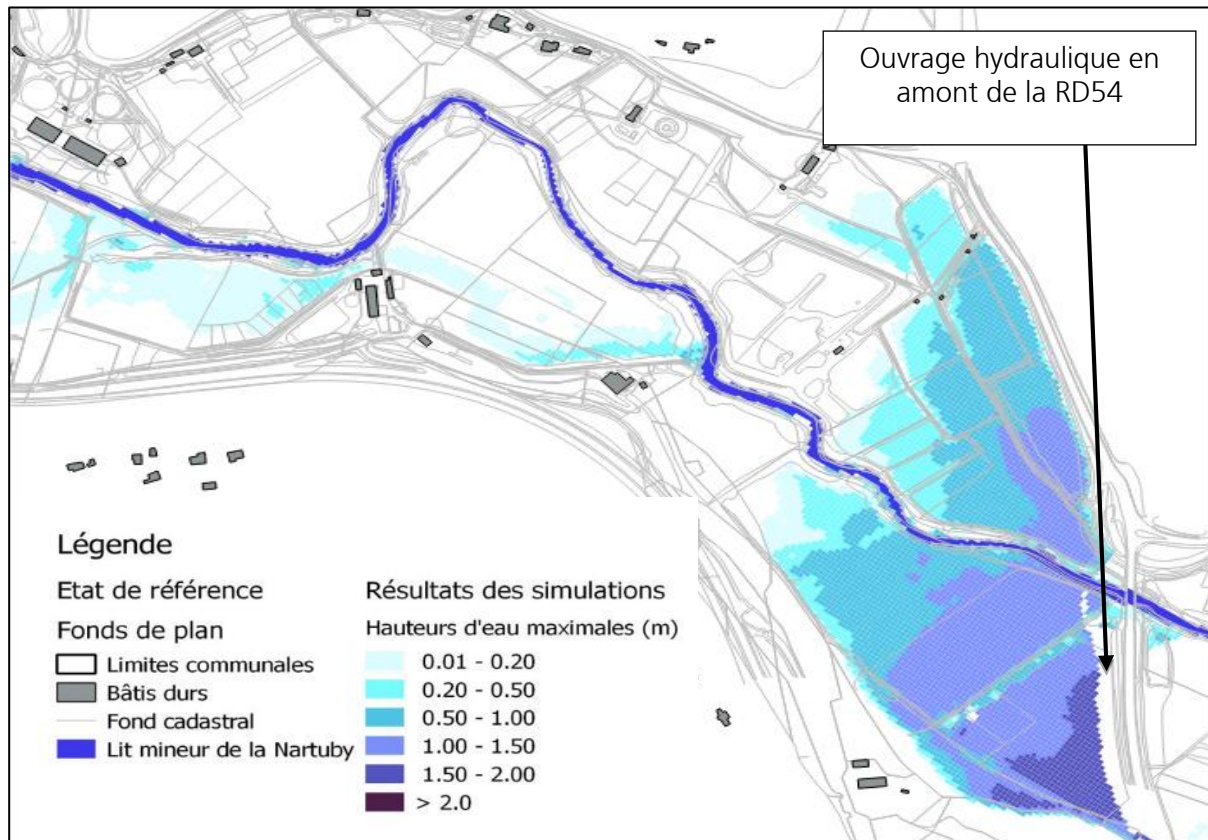 Ouvrage hydraulique en
amont de la RD54
Légende
Etat de référence
Fonds de plan
Limites communales
Bâtis durs
Fond cadastral
Lit mineur de la Nartuby
Résultats des simulations
Hauteurs d'eau maximales (m)
0.01 - 0.20
0.20 - 0.50
0.50 - 1.00
1.00 - 1.50
1.50 - 2.00
> 2.0